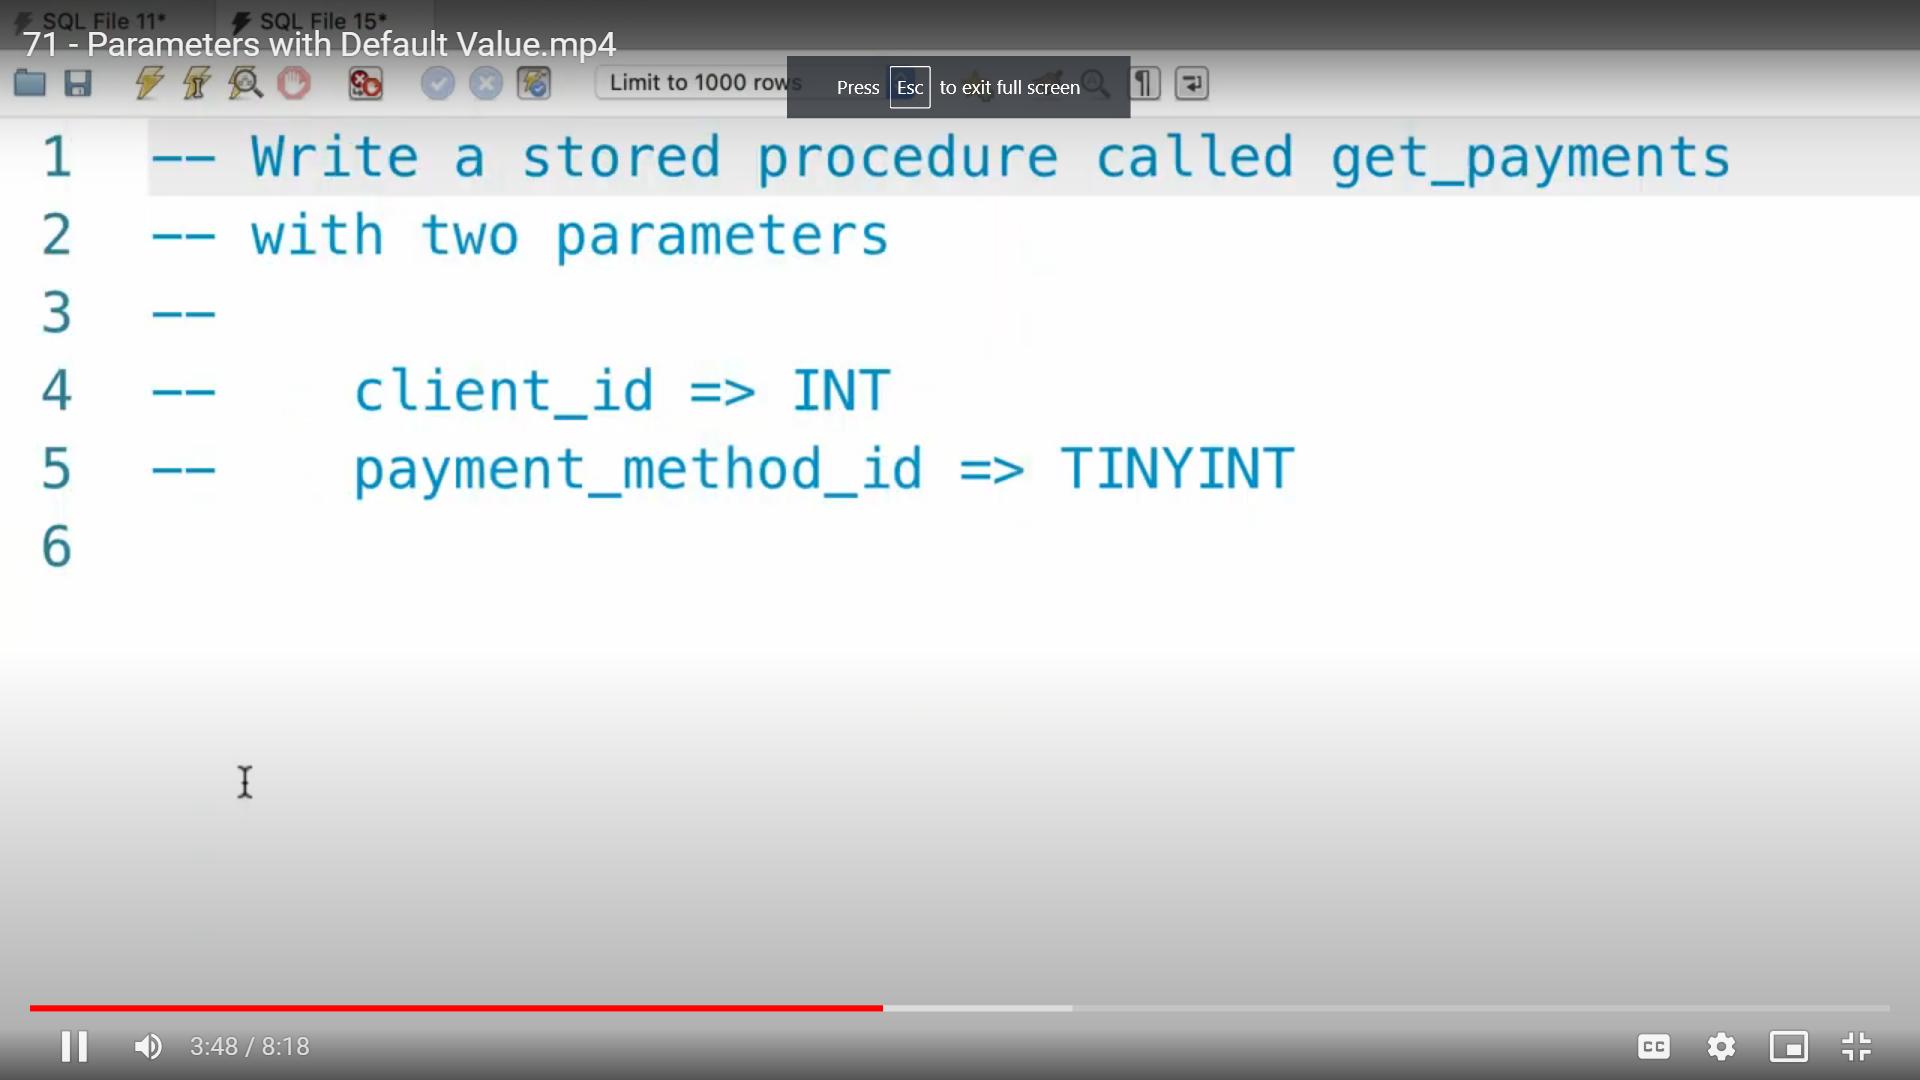 SQL File 11* SQL File 15*
71 - Parameters with Default Value.mp4
Limit to 1000 rows
Press Esc to exit full screen
1 -- Write a stored procedure called get_payments
2 -- with two parameters
3 --
4 -- client_id => INT
5 -- payment_method_id => TINYINT
6
3:48 / 8:18
CC